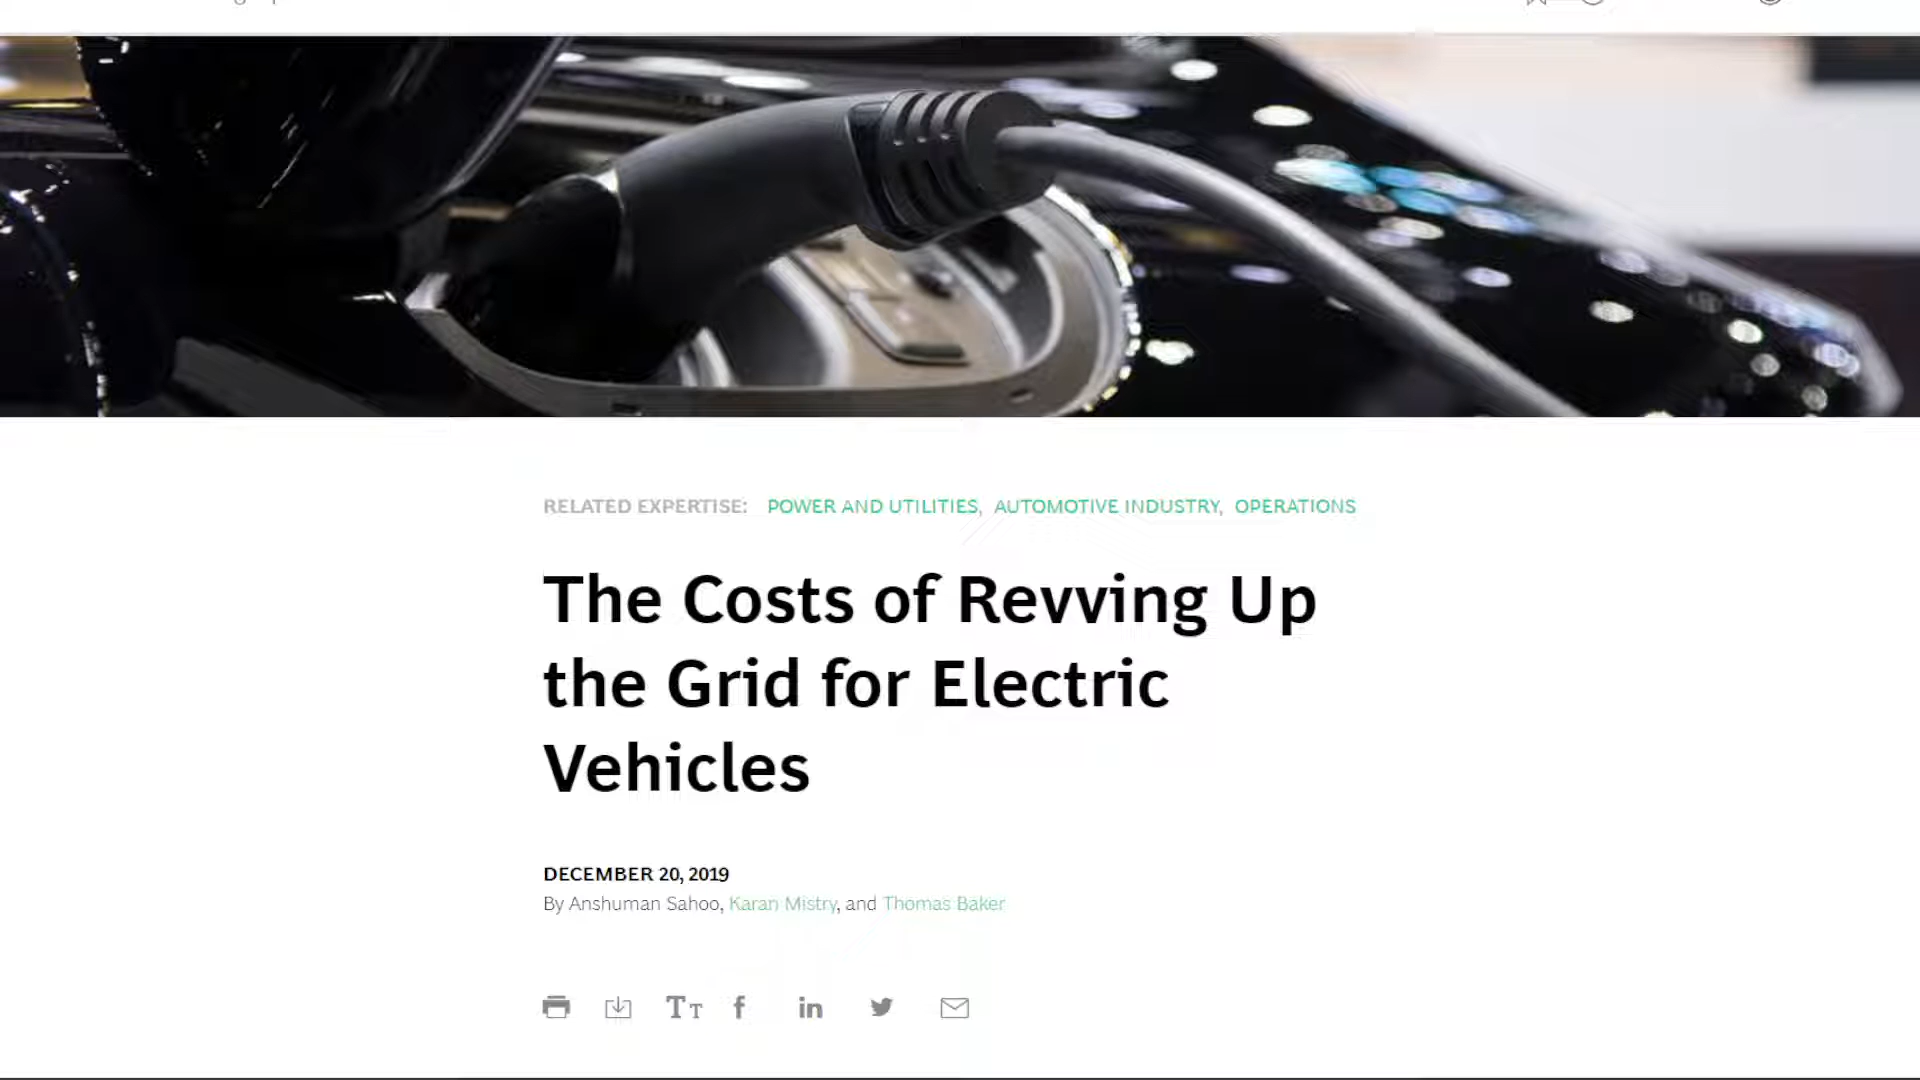 RELATED EXPERTISE: POWER AND UTILITIES, AUTOMOTIVE INDUSTRY, OPERATIONS
The Costs of Revving Up
the Grid for Electric
Vehicles
DECEMBER 20, 2019
By Anshuman Sahoo, Karan Mistry, and Thomas Baker